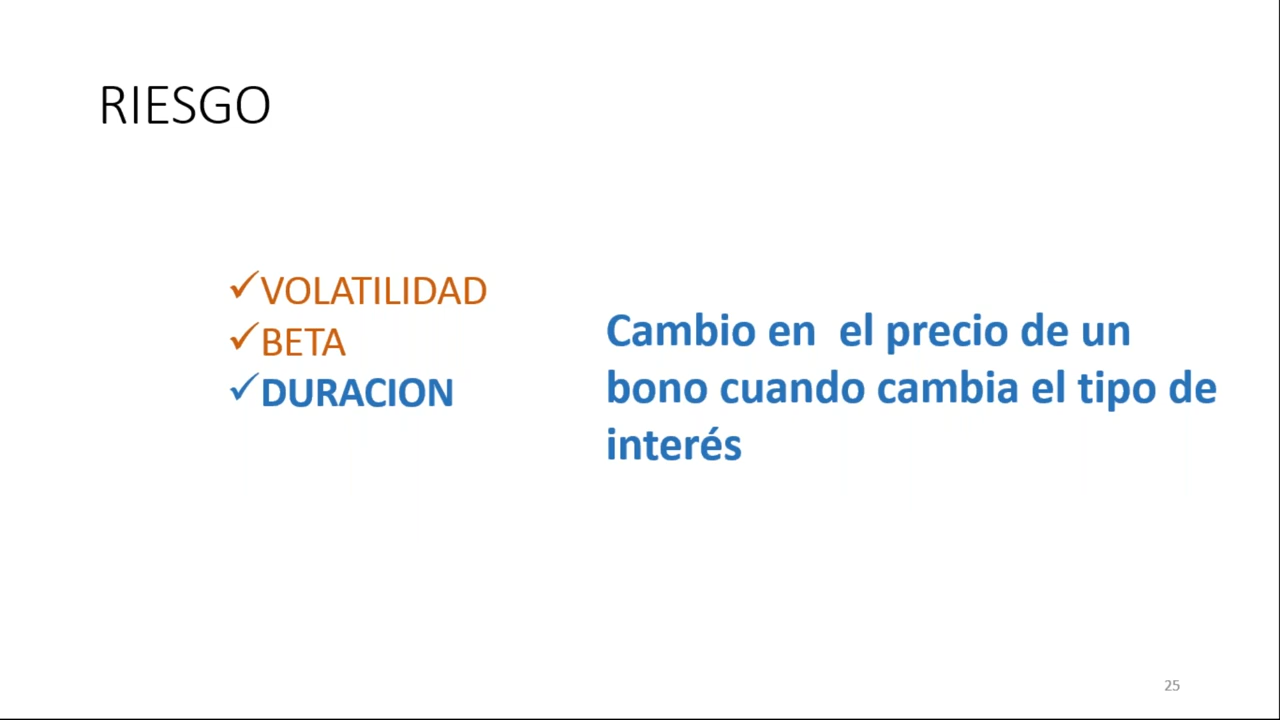 RIESGO
✓VOLATILIDAD
✓BETA
✓DURACION
Cambio en  el precio de un
bono cuando cambia el tipo de
interés
25